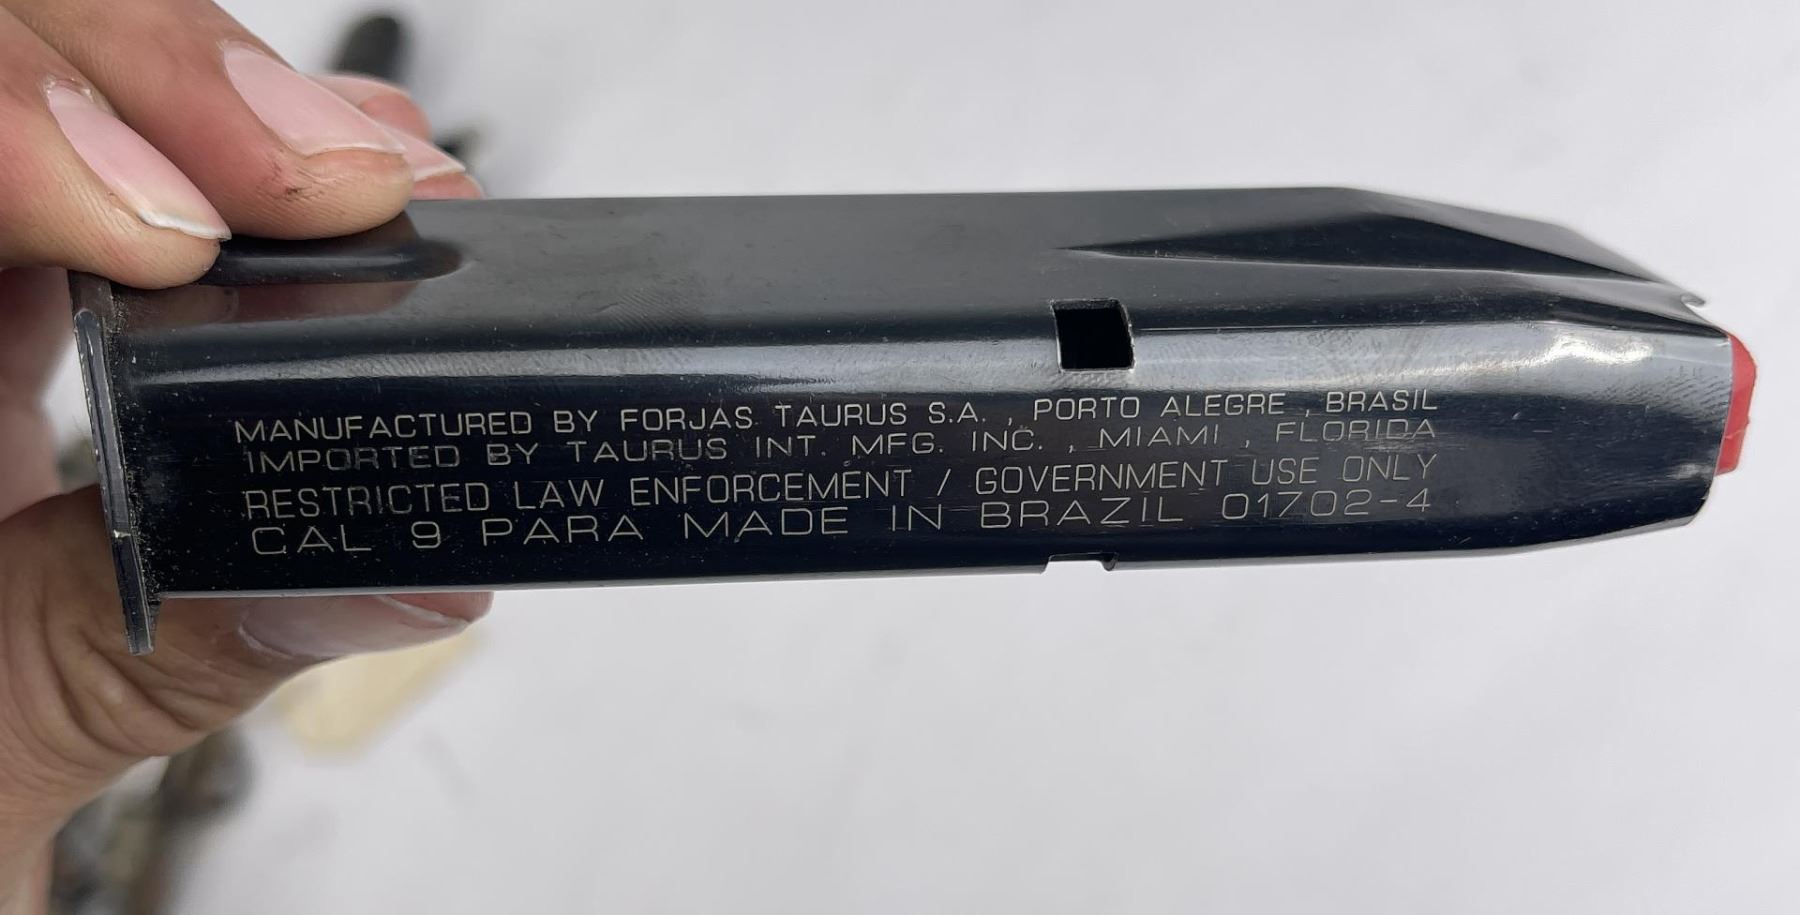 MANUFACTURED BY FORJAS TAURUS S.A. , PORTO ALEGRE , BRASIL
IMPORTED BY TAURUS INT. MFG. INC. , MIAMI , FLORIDA
RESTRICTED LAW ENFORCEMENT / GOVERNMENT USE ONLY
CAL 9 PARA MADE IN BRAZIL 01702-4